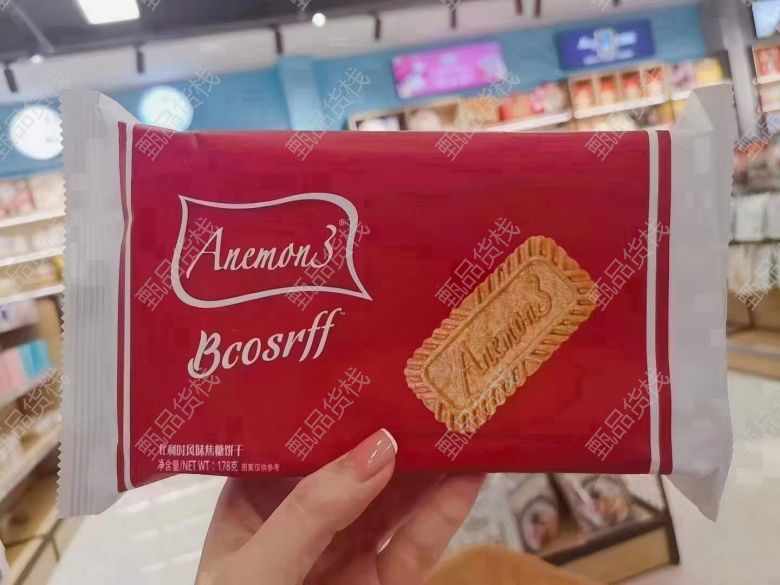 Anemon3®
Bcosrff
Anemon3
比利时风味焦糖饼干
净含量/NET WT：178克 图案仅供参考
甄品货栈